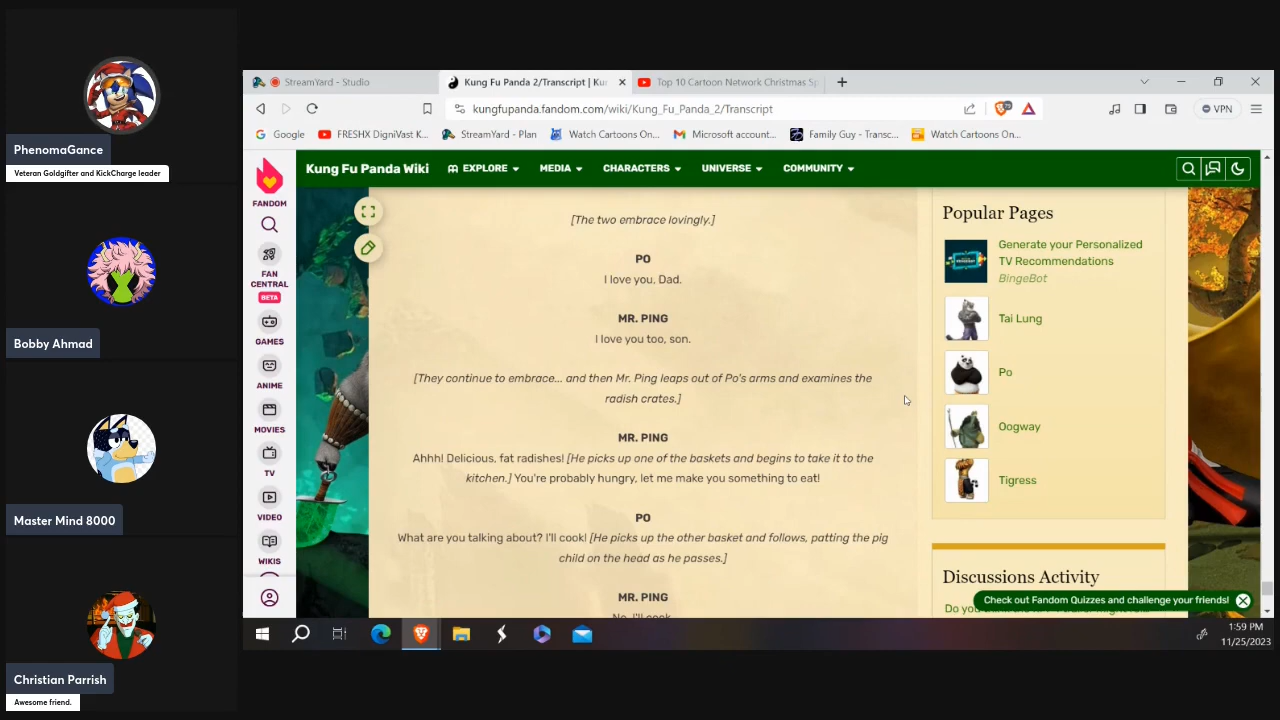 PhenomaGance
Veteran Goldgifter and KickCharge leader
Bobby Ahmad
Master Mind 8000
Christian Parrish
Awesome friend.
StreamYard - Studio
Kung Fu Panda 2/Transcript | Kun
Top 10 Cartoon Network Christmas Sp
kungfupanda.fandom.com/wiki/Kung_Fu_Panda_2/Transcript
VPN
Google
FRESHX DigniVast K...
StreamYard - Plan
Watch Cartoons On...
Microsoft account...
Family Guy - Transc...
Watch Cartoons On...
FANDOM
FAN
CENTRAL
BETA
GAMES
ANIME
MOVIES
TV
VIDEO
WIKIS
Kung Fu Panda Wiki
EXPLORE
MEDIA
CHARACTERS
UNIVERSE
COMMUNITY
[The two embrace lovingly.]
PO
I love you, Dad.
MR. PING
I love you too, son.
[They continue to embrace... and then Mr. Ping leaps out of Po's arms and examines the
radish crates.]
MR. PING
Ahhh! Delicious, fat radishes! [He picks up one of the baskets and begins to take it to the
kitchen.] You're probably hungry, let me make you something to eat!
PO
What are you talking about? I'll cook! [He picks up the other basket and follows, patting the pig
child on the head as he passes.]
MR. PING
No, I'll cook.
Popular Pages
Generate your Personalized
TV Recommendations
BingeBot
Tai Lung
Po
Oogway
Tigress
Discussions Activity
Check out Fandom Quizzes and challenge your friends!
1:59 PM
11/25/2023